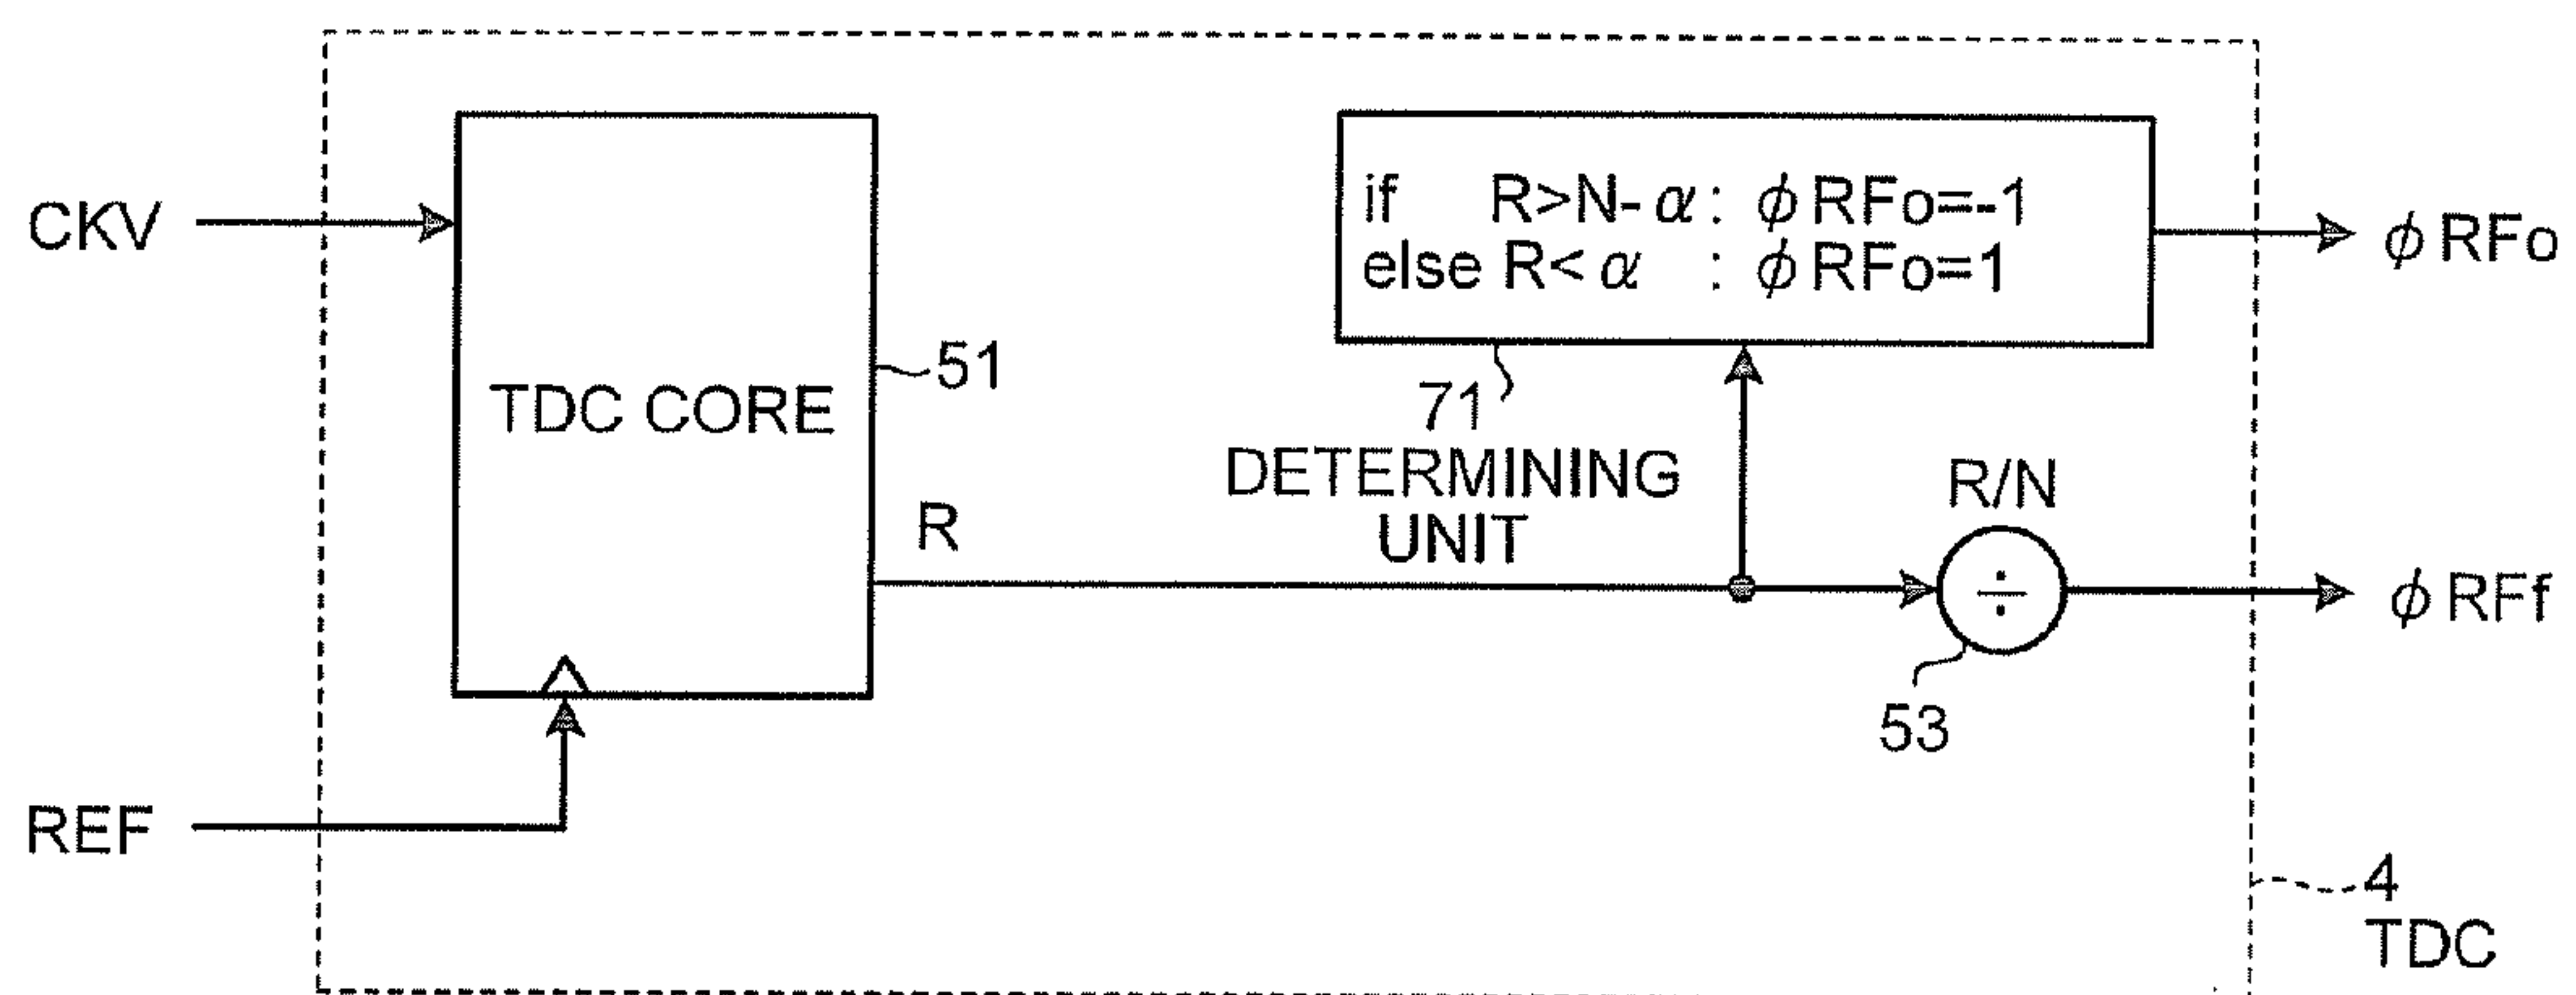 CKV
TDC CORE
51
if R>N-α: φRFo=-1
else R<α : φRFo=1
φRFo
71
DETERMINING
UNIT
R
R/N
÷
φRFf
53
REF
4
TDC